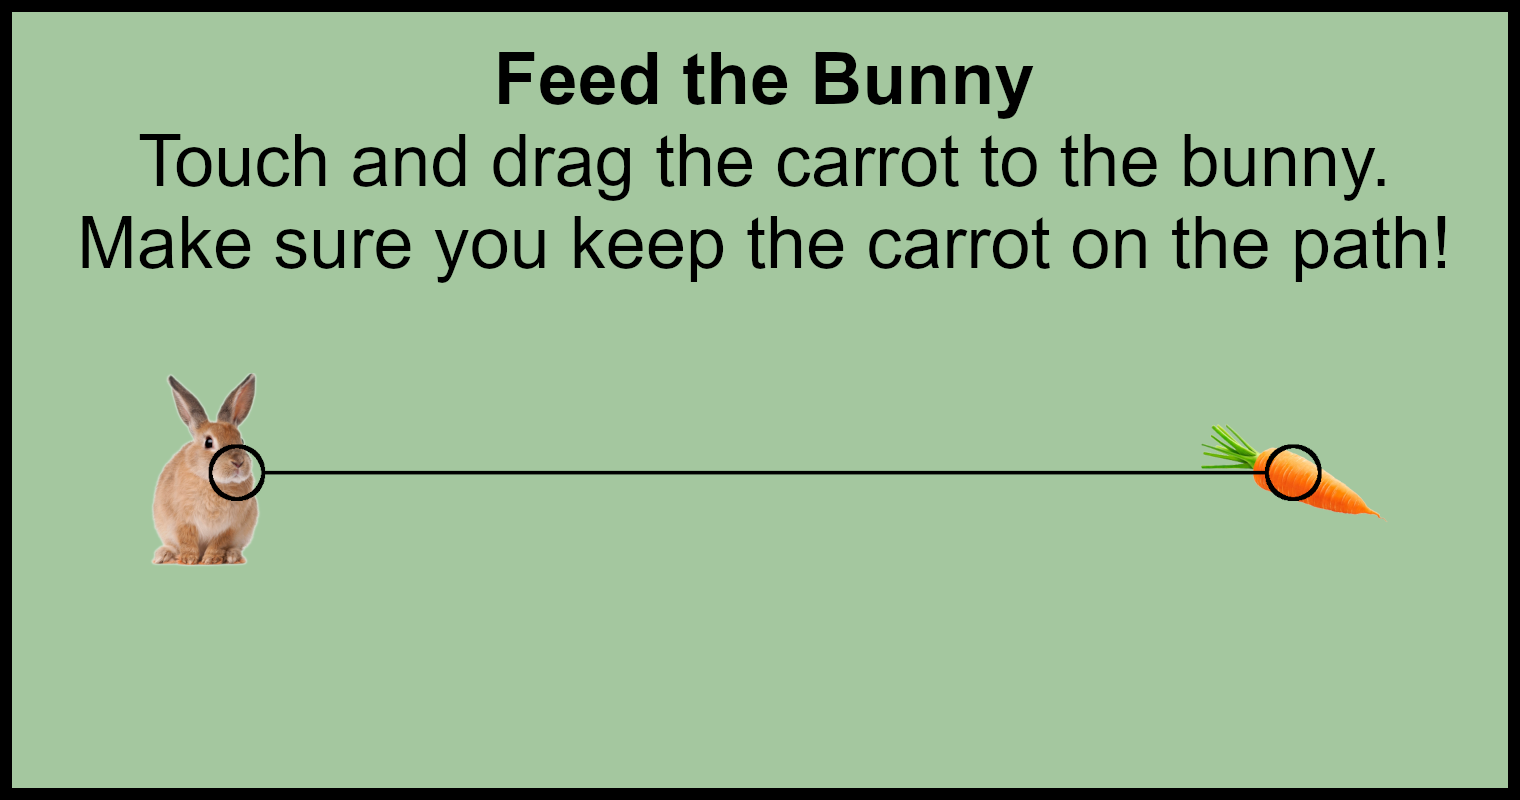 Feed the Bunny
Touch and drag the carrot to the bunny.
Make sure you keep the carrot on the path!